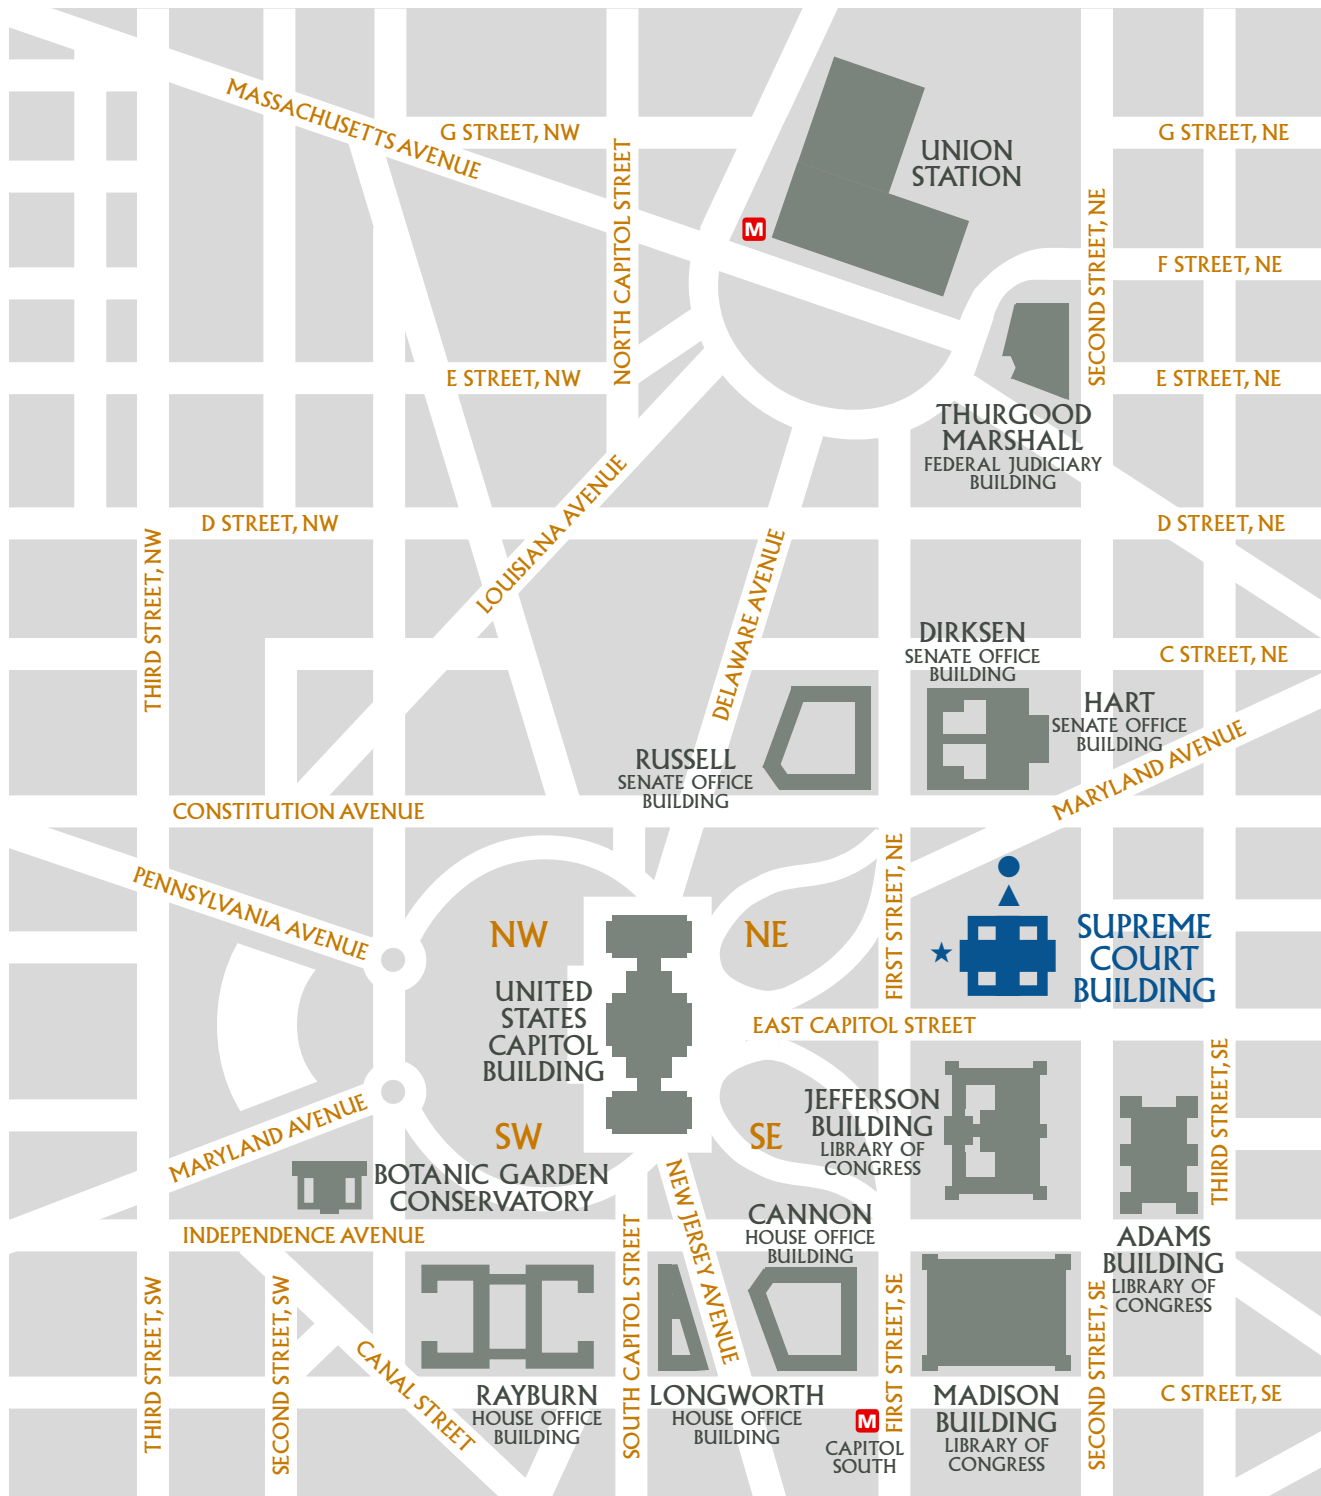 MASSACHUSETTS AVENUE
G STREET, NW
NORTH CAPITOL STREET
UNION
STATION
M
G STREET, NE
SECOND STREET, NE
F STREET, NE
E STREET, NW
E STREET, NE
THURGOOD
MARSHALL
FEDERAL JUDICIARY
BUILDING
D STREET, NW
THIRD STREET, NW
LOUISIANA AVENUE
DELAWARE AVENUE
D STREET, NE
DIRKSEN
SENATE OFFICE
BUILDING
C STREET, NE
HART
SENATE OFFICE
BUILDING
MARYLAND AVENUE
RUSSELL
SENATE OFFICE
BUILDING
CONSTITUTION AVENUE
PENNSYLVANIA AVENUE
NW
NE
FIRST STREET, NE
SUPREME
COURT
BUILDING
UNITED
STATES
CAPITOL
BUILDING
EAST CAPITOL STREET
MARYLAND AVENUE
SW
SE
JEFFERSON
BUILDING
LIBRARY OF
CONGRESS
THIRD STREET, SE
BOTANIC GARDEN
CONSERVATORY
INDEPENDENCE AVENUE
NEW JERSEY AVENUE
CANNON
HOUSE OFFICE
BUILDING
ADAMS
BUILDING
LIBRARY OF
CONGRESS
THIRD STREET, SW
SECOND STREET, SW
CANAL STREET
SOUTH CAPITOL STREET
FIRST STREET, SE
SECOND STREET, SE
RAYBURN
HOUSE OFFICE
BUILDING
LONGWORTH
HOUSE OFFICE
BUILDING
M
CAPITOL
SOUTH
MADISON
BUILDING
LIBRARY OF
CONGRESS
C STREET, SE